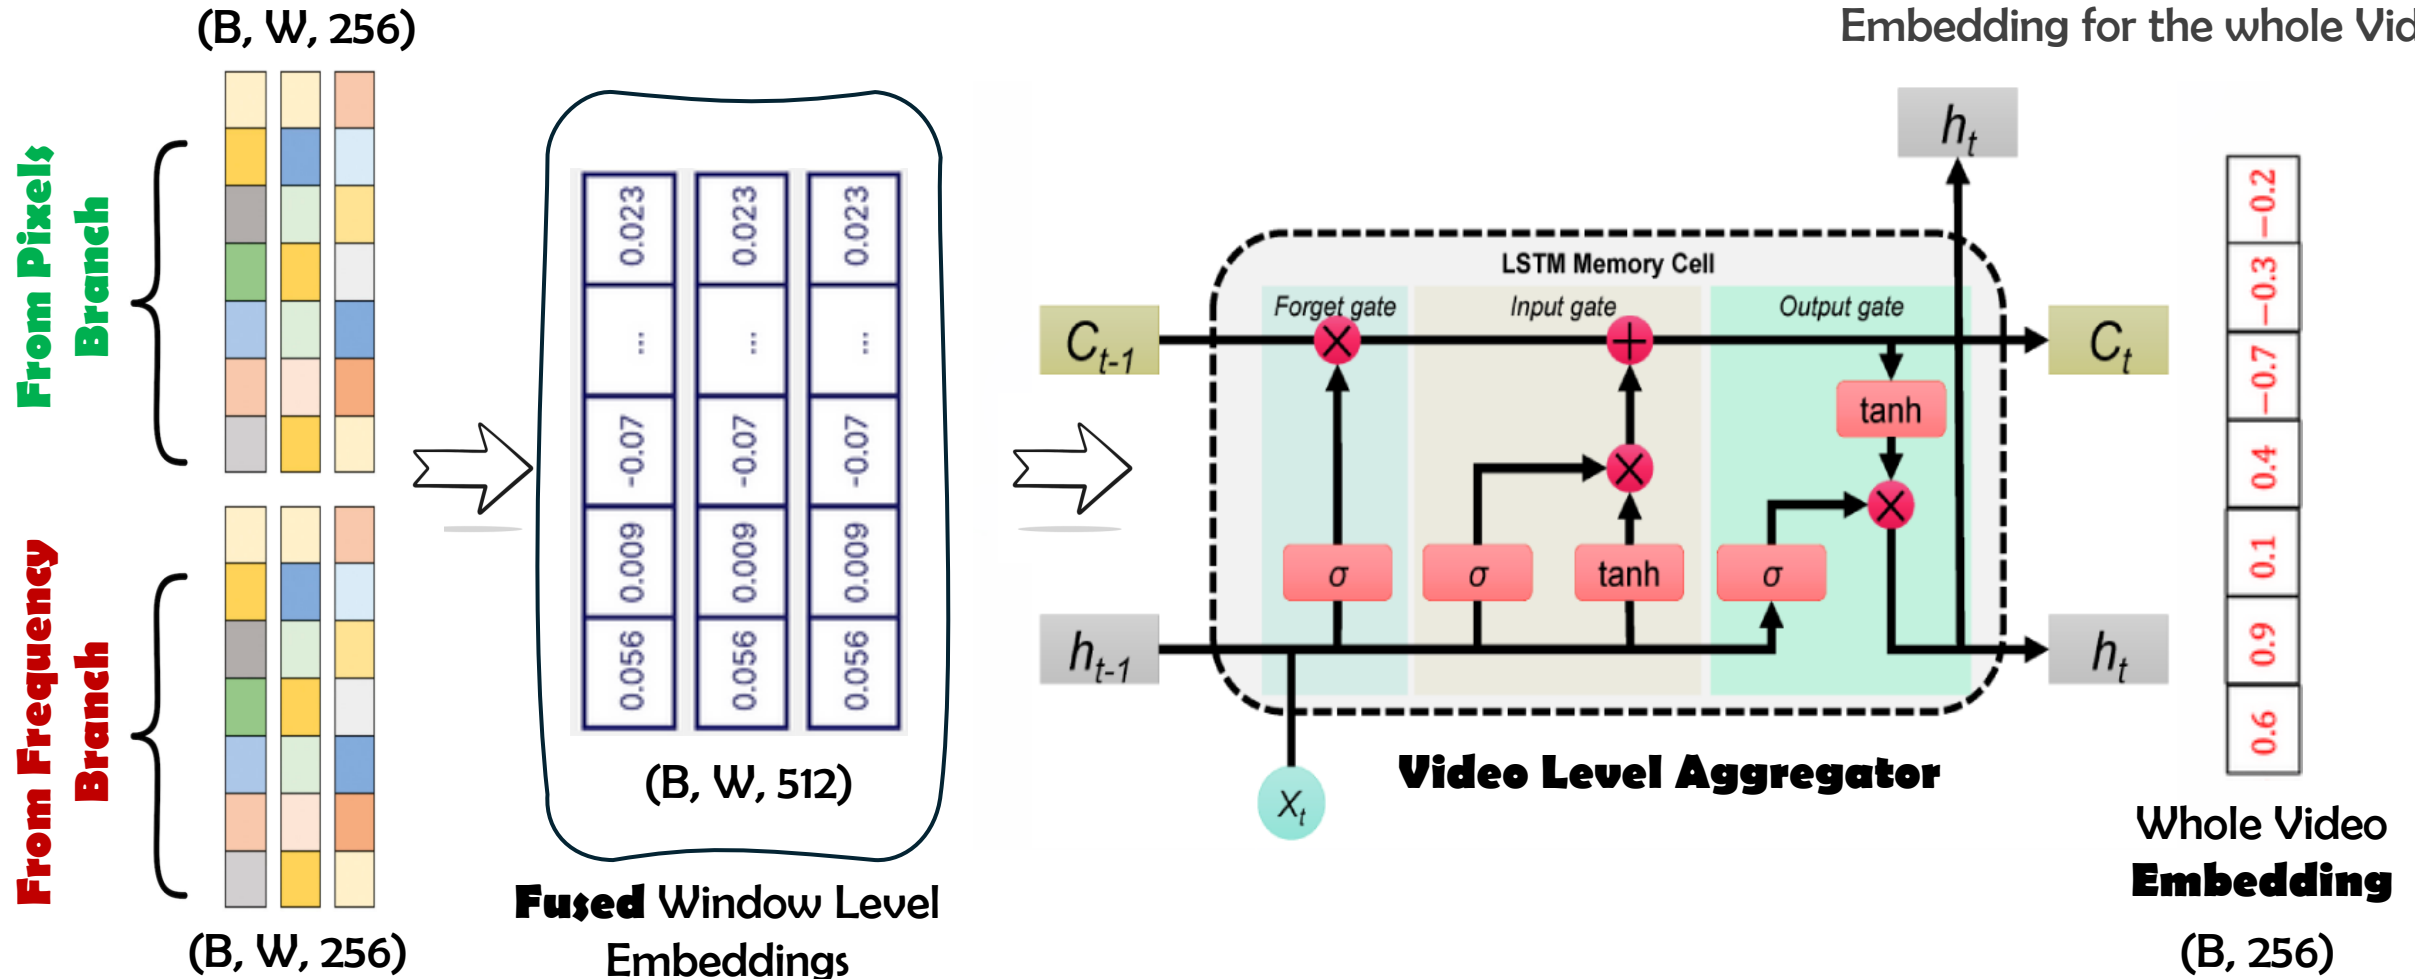 (B, W, 256)
From Pixels
Branch
From Frequency
Branch
(B, W, 256)
0.023 0.023 0.023
... ... ...
-0.07 -0.07 -0.07
0.009 0.009 0.009
0.056 0.056 0.056
(B, W, 512)
Fused Window Level
Embeddings
Embedding for the whole Vid
h_t
LSTM Memory Cell
Forget gate
Input gate
Output gate
C_{t-1}
C_t
tanh
σ
σ
tanh
σ
h_{t-1}
h_t
X_t
Video Level Aggregator
−0.2
−0.3
−0.7
0.4
0.1
0.9
0.6
Whole Video
Embedding
(B, 256)